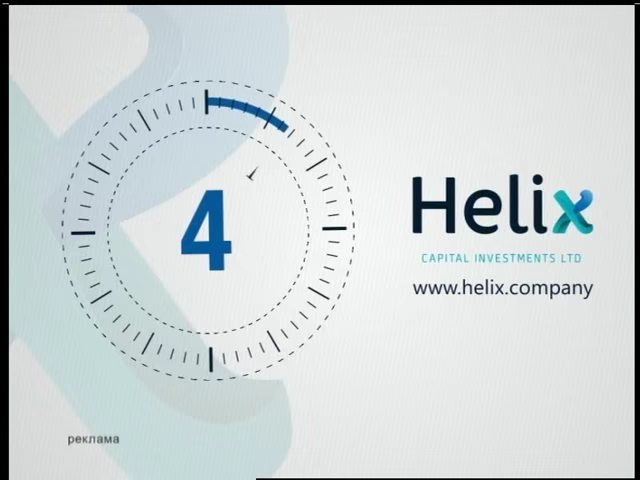 4
Helix
CAPITAL INVESTMENTS LTD
www.helix.company
реклама